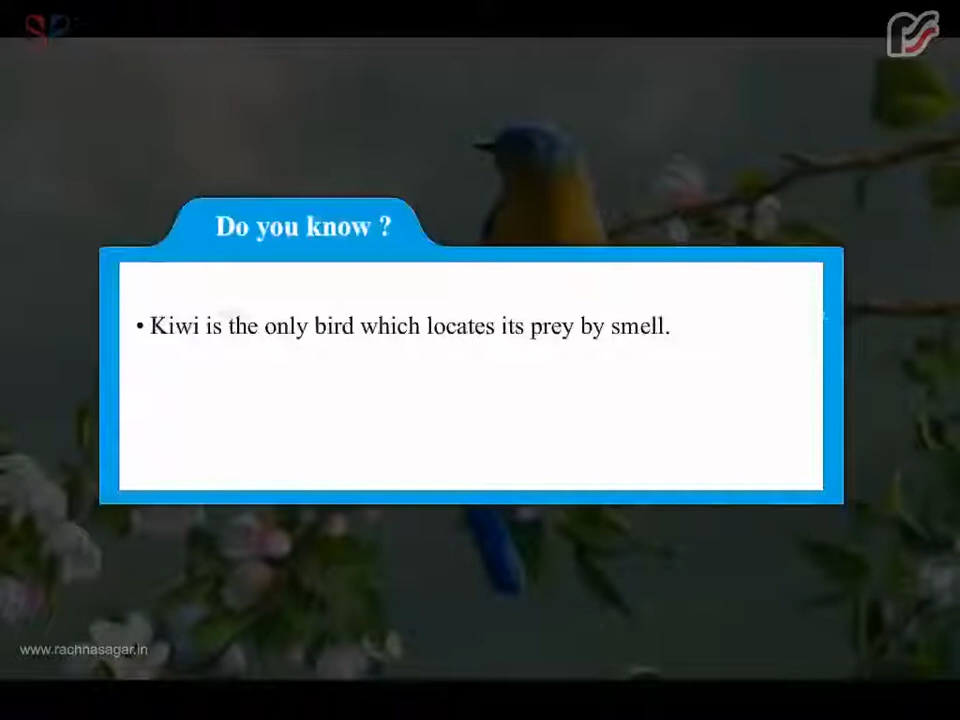 Do you know ?
• Kiwi is the only bird which locates its prey by smell.
www.rachnasagar.in